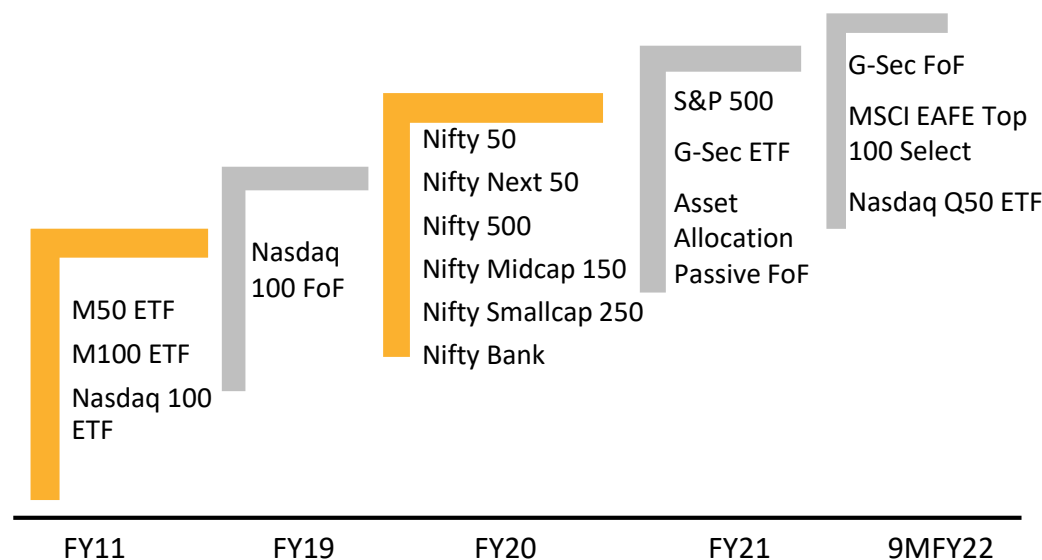 M50 ETF
M100 ETF
Nasdaq 100
ETF
Nasdaq
100 FoF
Nifty 50
Nifty Next 50
Nifty 500
Nifty Midcap 150
Nifty Smallcap 250
Nifty Bank
S&P 500
G-Sec ETF
Asset
Allocation
Passive FoF
G-Sec FoF
MSCI EAFE Top
100 Select
Nasdaq Q50 ETF
FY11
FY19
FY20
FY21
9MFY22